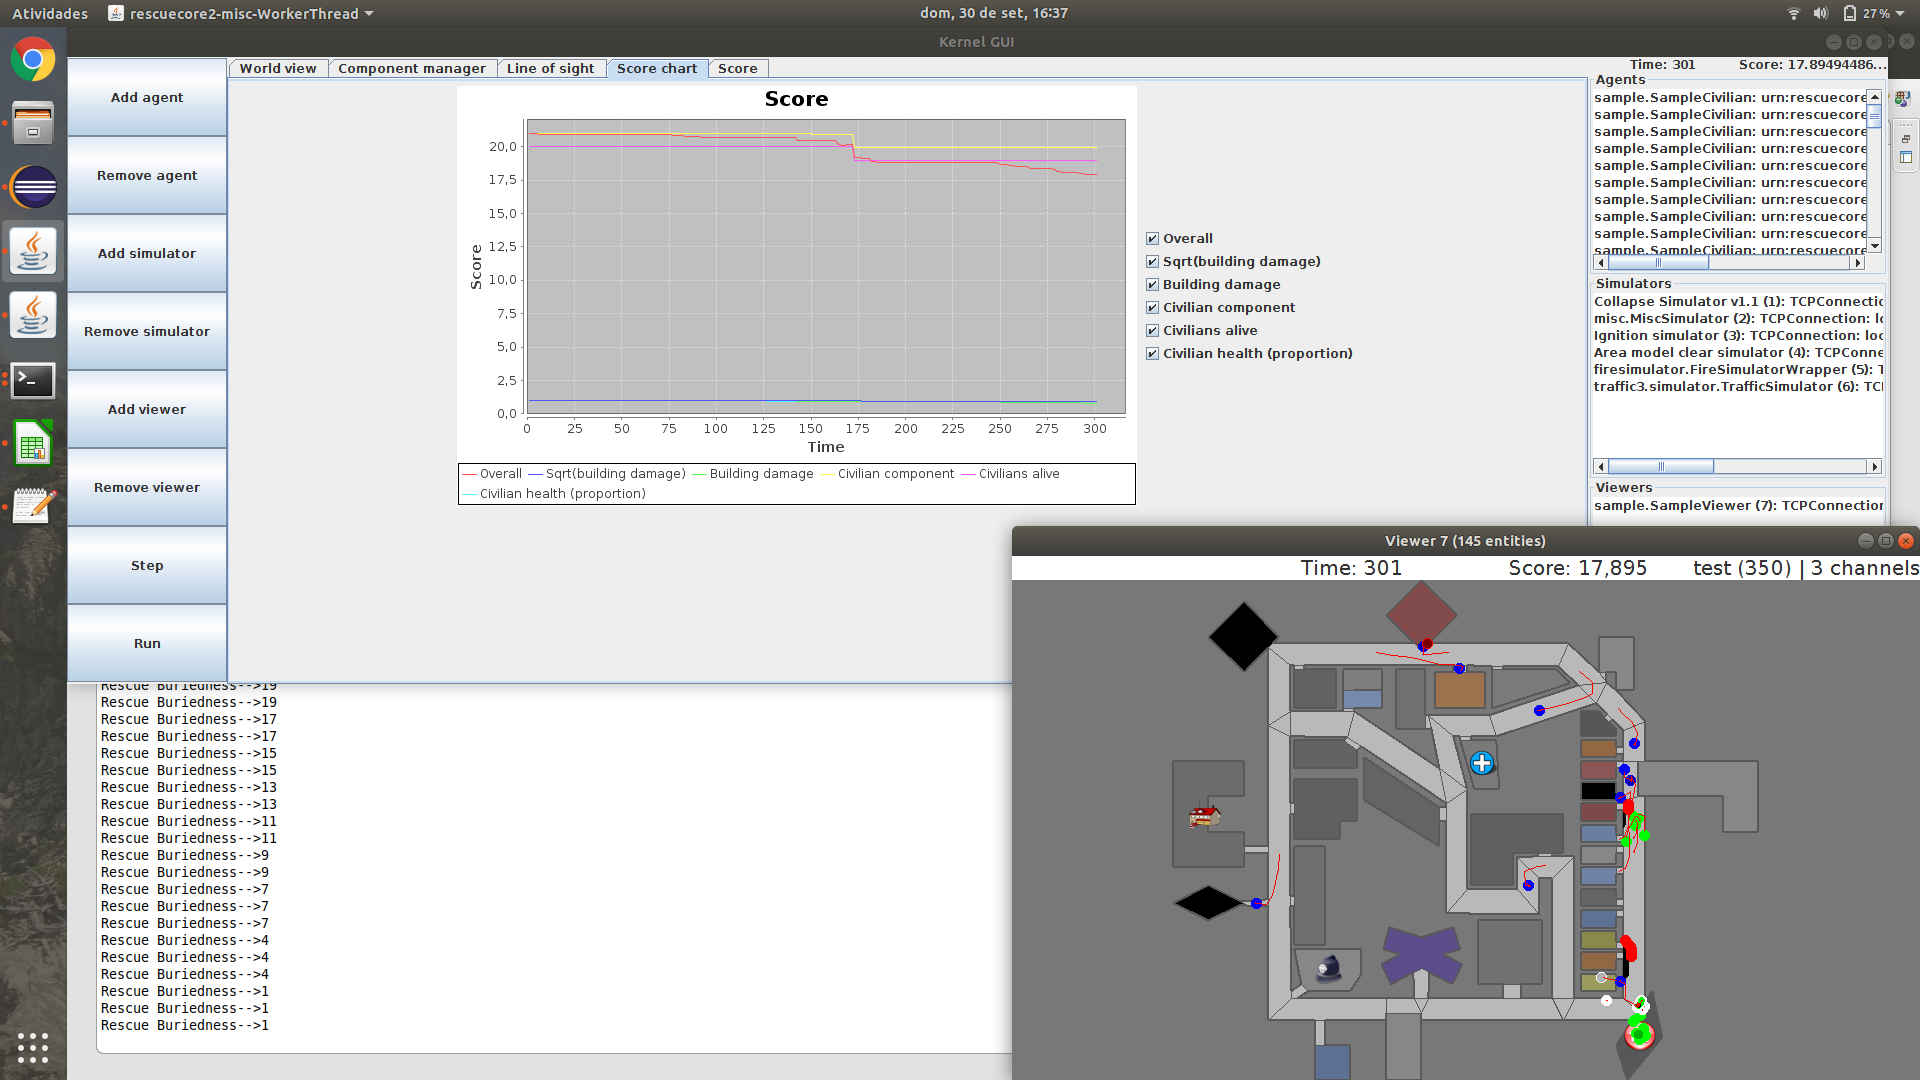 Atividades
rescuecore2-misc-WorkerThread
dom, 30 de set, 16:37
27%
Kernel GUI
Add agent
Remove agent
Add simulator
Remove simulator
Add viewer
Remove viewer
Step
Run
World view
Component manager
Line of sight
Score chart
Score
Time: 301
Score: 17.89494486...
Score
Score
20,0
17,5
15,0
12,5
10,0
7,5
5,0
2,5
0,0
0 25 50 75 100 125 150 175 200 225 250 275 300
Time
Overall Sqrt(building damage) Building damage Civilian component Civilians alive
Civilian health (proportion)
Overall
Sqrt(building damage)
Building damage
Civilian component
Civilians alive
Civilian health (proportion)
Agents
sample.SampleCivilian: urn:rescuecore
sample.SampleCivilian: urn:rescuecore
sample.SampleCivilian: urn:rescuecore
sample.SampleCivilian: urn:rescuecore
sample.SampleCivilian: urn:rescuecore
sample.SampleCivilian: urn:rescuecore
sample.SampleCivilian: urn:rescuecore
sample.SampleCivilian: urn:rescuecore
sample.SampleCivilian: urn:rescuecore
sample.SampleCivilian: urn:rescuecore
Simulators
Collapse Simulator v1.1 (1): TCPConnectic
misc.MiscSimulator (2): TCPConnection: lo
Ignition simulator (3): TCPConnection: loc
Area model clear simulator (4): TCPConne
firesimulator.FireSimulatorWrapper (5): T
traffic3.simulator.TrafficSimulator (6): TCI
Viewers
sample.SampleViewer (7): TCPConnection
Rescue Buriedness-->19
Rescue Buriedness-->19
Rescue Buriedness-->17
Rescue Buriedness-->17
Rescue Buriedness-->15
Rescue Buriedness-->15
Rescue Buriedness-->13
Rescue Buriedness-->13
Rescue Buriedness-->11
Rescue Buriedness-->11
Rescue Buriedness-->9
Rescue Buriedness-->9
Rescue Buriedness-->7
Rescue Buriedness-->7
Rescue Buriedness-->7
Rescue Buriedness-->4
Rescue Buriedness-->4
Rescue Buriedness-->4
Rescue Buriedness-->1
Rescue Buriedness-->1
Rescue Buriedness-->1
Viewer 7 (145 entities)
Time: 301
Score: 17,895
test (350) | 3 channels